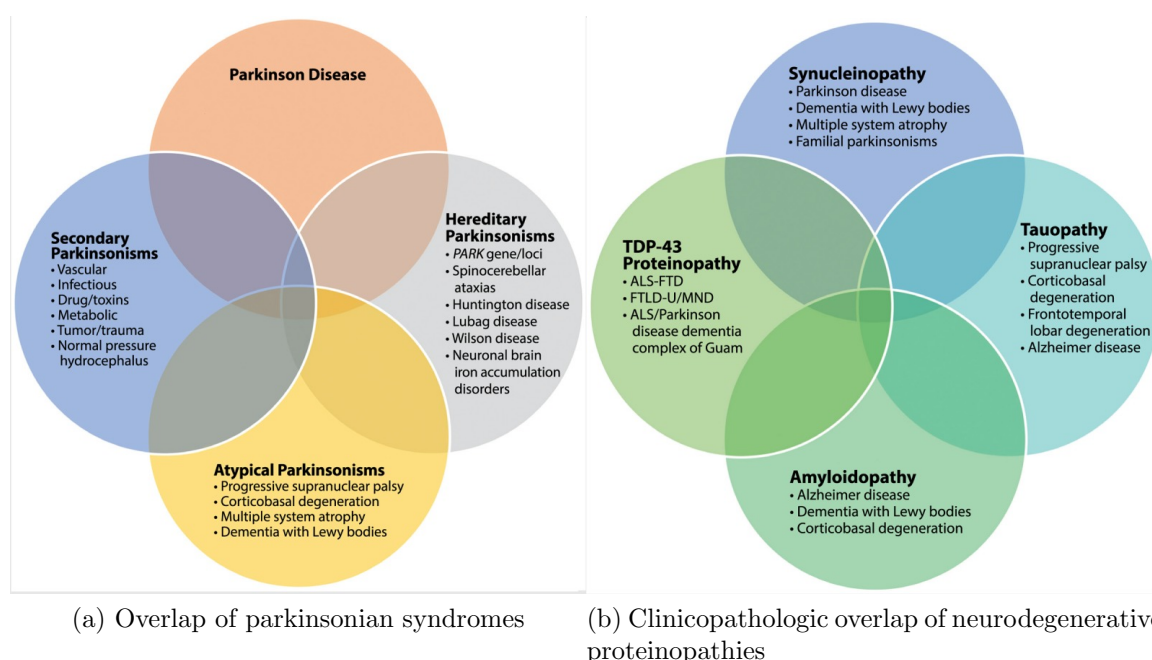 Parkinson Disease
Secondary
Parkinsonisms
• Vascular
• Infectious
• Drug/toxins
• Metabolic
• Tumor/trauma
• Normal pressure
hydrocephalus
Hereditary
Parkinsonisms
• PARK gene/loci
• Spinocerebellar
ataxias
• Huntington disease
• Lubag disease
• Wilson disease
• Neuronal brain
iron accumulation
disorders
Atypical Parkinsonisms
• Progressive supranuclear palsy
• Corticobasal degeneration
• Multiple system atrophy
• Dementia with Lewy bodies
(a) Overlap of parkinsonian syndromes
Synucleinopathy
• Parkinson disease
• Dementia with Lewy bodies
• Multiple system atrophy
• Familial parkinsonisms
TDP-43
Proteinopathy
• ALS-FTD
• FTLD-U/MND
• ALS/Parkinson
disease dementia
complex of Guam
Tauopathy
• Progressive
supranuclear palsy
• Corticobasal
degeneration
• Frontotemporal
lobar degeneration
• Alzheimer disease
Amyloidopathy
• Alzheimer disease
• Dementia with Lewy bodies
• Corticobasal degeneration
(b) Clinicopathologic overlap of neurodegenerative
proteinopathies